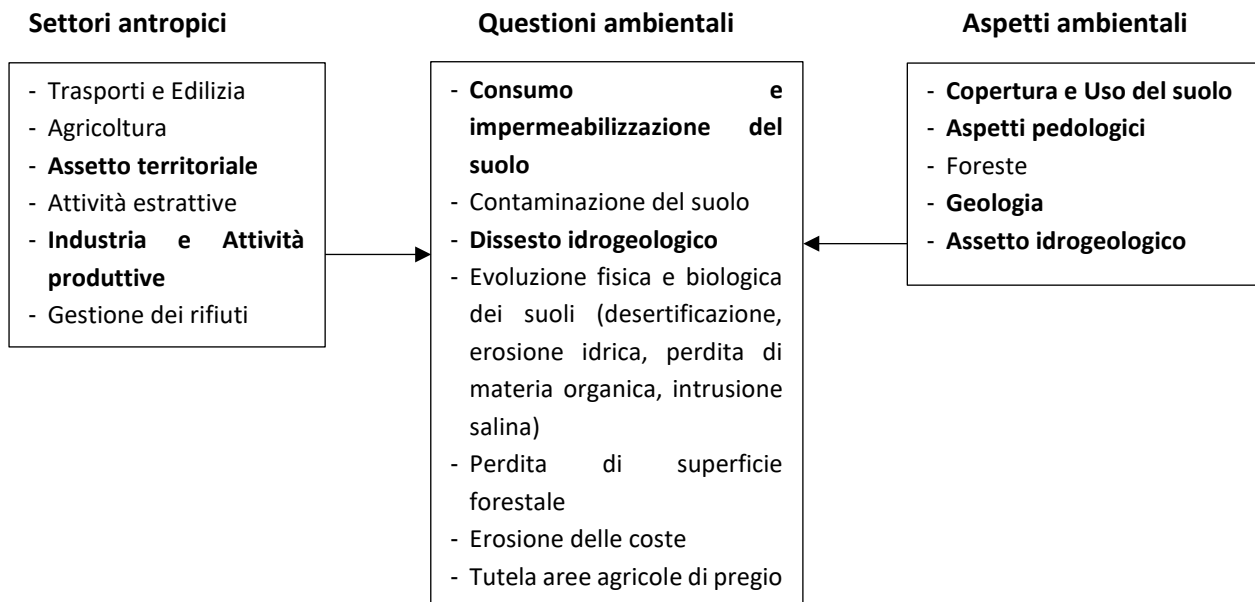 Settori antropici
- Trasporti e Edilizia
- Agricoltura
- Assetto territoriale
- Attività estrattive
- Industria e Attività
produttive
- Gestione dei rifiuti
Questioni ambientali
- Consumo e
impermeabilizzazione del
suolo
- Contaminazione del suolo
- Dissesto idrogeologico
- Evoluzione fisica e biologica
dei suoli (desertificazione,
erosione idrica, perdita di
materia organica, intrusione
salina)
- Perdita di superficie
forestale
- Erosione delle coste
- Tutela aree agricole di pregio
Aspetti ambientali
- Copertura e Uso del suolo
- Aspetti pedologici
- Foreste
- Geologia
- Assetto idrogeologico